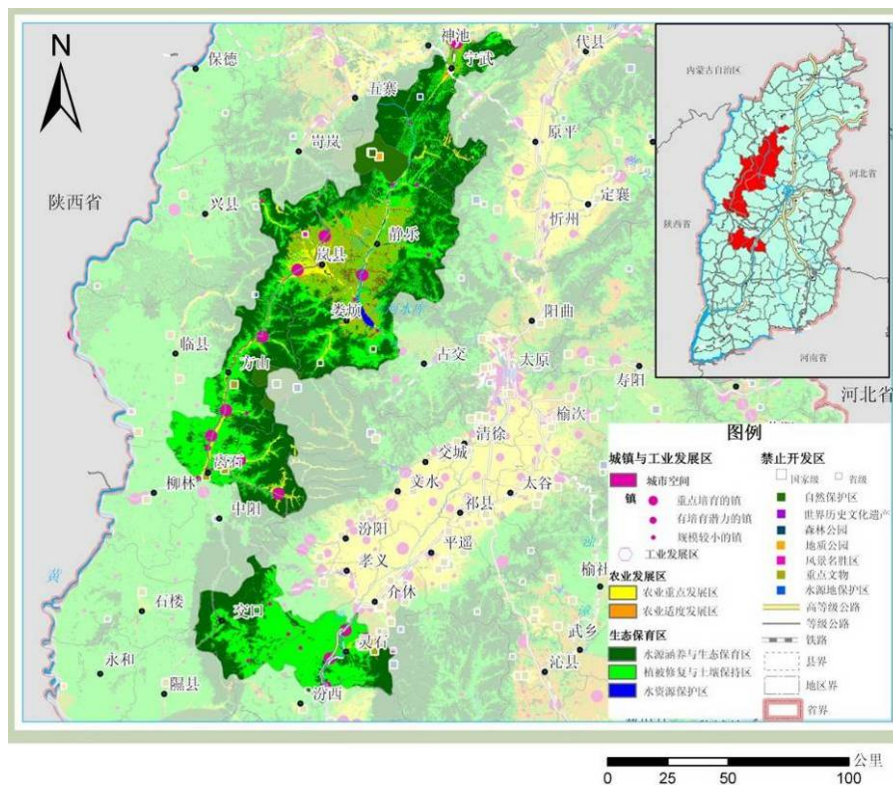 N
神池
代县
保德
宁武
五寨
内蒙古自治区
岢岚
原平
河北省
陕西省
兴县
定襄
忻州
静乐
岚县
陕西省
娄烦
阳曲
临县
古交
太原
河南省
方山
寿阳
河北省
榆次
清徐
交城
离石
柳林
文水
太谷
祁县
中阳
汾阳
平遥
孝义
介休
榆社
黄
石楼
交口
灵石
武乡
永和
沁县
隰县
汾西
图例
城镇与工业发展区
城市空间
镇
重点培育的镇
有培育潜力的镇
规模较小的镇
工业发展区
农业发展区
农业重点发展区
农业适度发展区
生态保育区
水源涵养与生态保育区
植被修复与土壤保持区
水资源保护区
禁止开发区
国家级
省级
自然保护区
世界历史文化遗产
森林公园
地质公园
风景名胜区
重点文物
水源地保护区
高等级公路
等级公路
铁路
县界
地区界
省界
公里
0 25 50 100